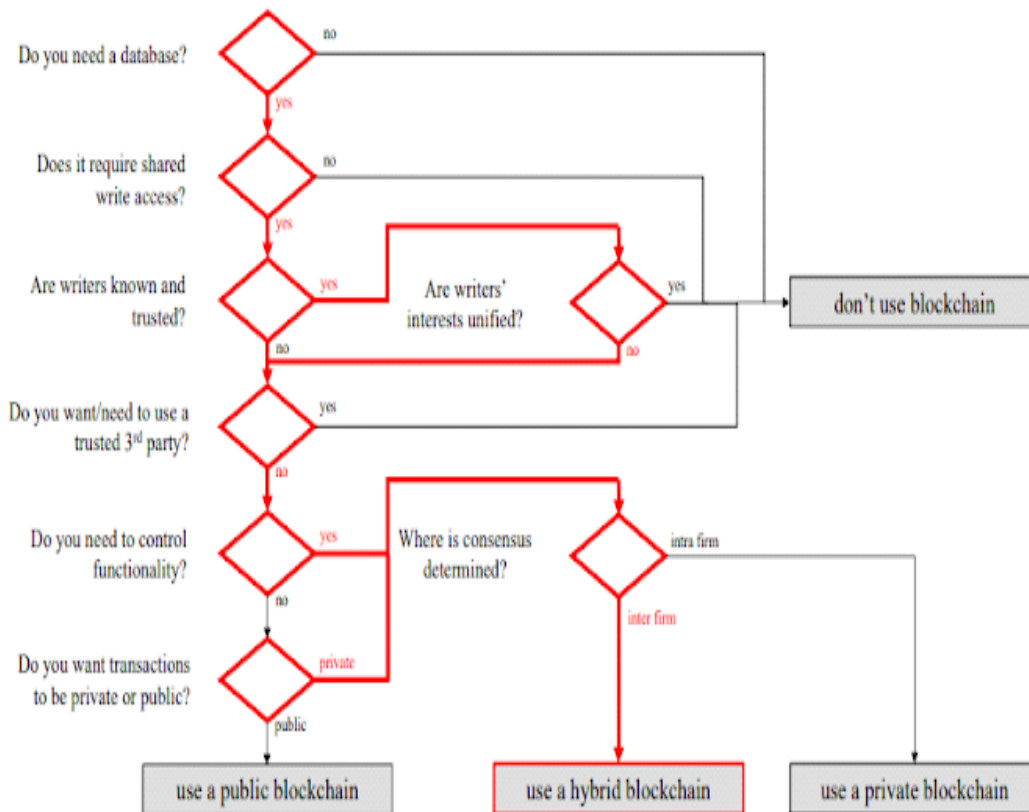 no
Do you need a database?
yes
no
Does it require shared
write access?
yes
Are writers known and
trusted?
yes
Are writers'
interests unified?
yes
don't use blockchain
no
no
Do you want/need to use a
trusted 3rd party?
yes
no
Do you need to control
functionality?
yes
Where is consensus
determined?
intra firm
no
inter firm
Do you want transactions
to be private or public?
private
public
use a public blockchain
use a hybrid blockchain
use a private blockchain